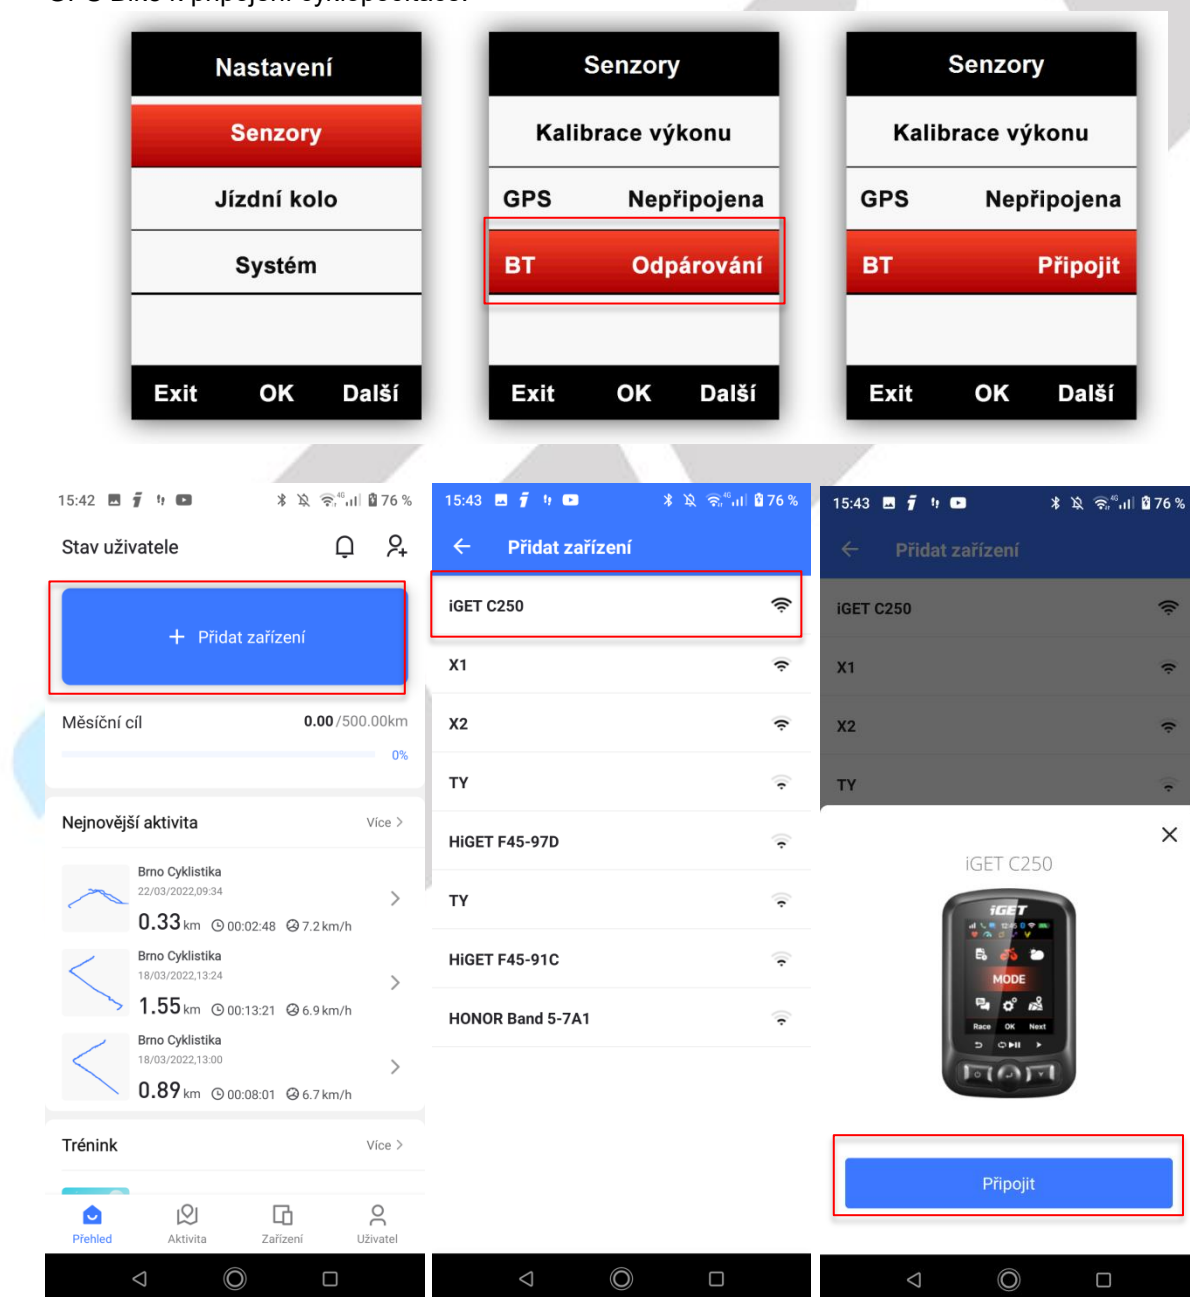 Nastavení
Senzory
Jízdní kolo
Systém
Exit OK Další
Senzory
Kalibrace výkonu
GPS Nepřipojena
BT Odpárování
Exit OK Další
Senzory
Kalibrace výkonu
GPS Nepřipojena
BT Připojit
Exit OK Další
15:42 4G 76 %
Stav uživatele
+ Přidat zařízení
Měsíční cíl 0.00/500.00km
0%
Nejnovější aktivita Více >
Brno Cyklistika
22/03/2022,09:34
0.33 km 00:02:48 7.2 km/h
Brno Cyklistika
18/03/2022,13:24
1.55 km 00:13:21 6.9 km/h
Brno Cyklistika
18/03/2022,13:00
0.89 km 00:08:01 6.7 km/h
Trénink Více >
Přehled Aktivita Zařízení Uživatel
15:43 4G 76 %
Přidat zařízení
iGET C250
X1
X2
TY
HiGET F45-97D
TY
HiGET F45-91C
HONOR Band 5-7A1
15:43 4G 76 %
Přidat zařízení
iGET C250
X1
X2
TY
iGET C250
iGET
12:45
MODE
Race OK Next
Připojit